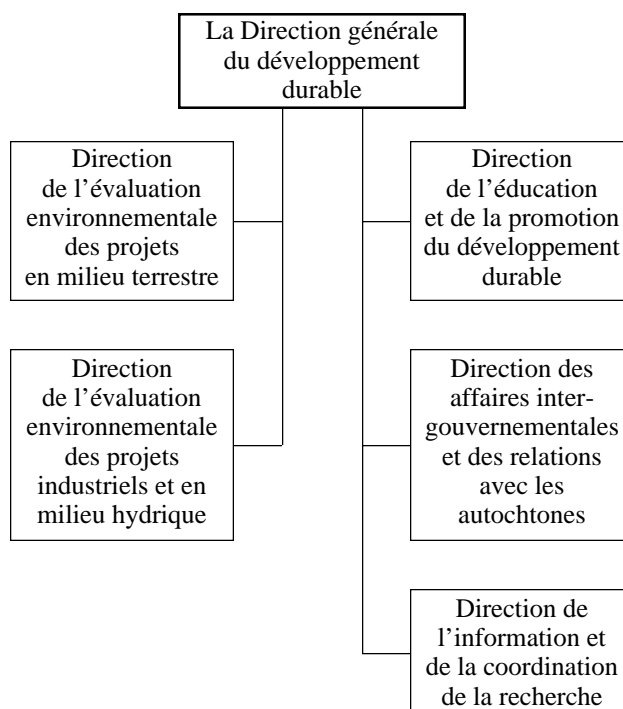 La Direction générale
du développement
durable
Direction
de l’évaluation
environnementale
des projets
en milieu terrestre
Direction
de l’éducation
et de la promotion
du développement
durable
Direction
de l’évaluation
environnementale
des projets
industriels et en
milieu hydrique
Direction des
affaires inter-
gouvernementales
et des relations
avec les
autochtones
Direction de
l’information et
de la coordination
de la recherche